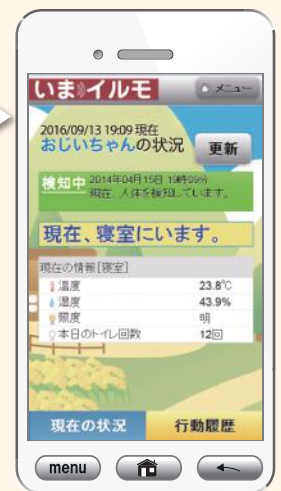 いまイルモ
メニュー
2016/09/13 19:09 現在
おじいちゃんの状況
更新
検知中 2014年04月15日 19時09分
現在、人体を検知しています。
現在、寝室にいます。
現在の情報[寝室]
温度 23.8℃
湿度 43.9%
照度 明
本日のトイレ回数 12回
現在の状況
行動履歴
menu